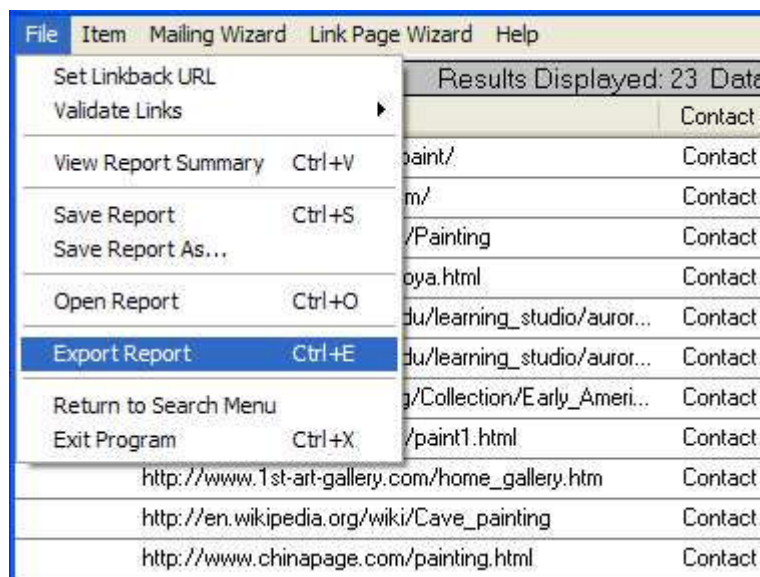 File Item Mailing Wizard Link Page Wizard Help
Set Linkback URL
Results Displayed: 23 Data
Validate Links
Contact
View Report Summary Ctrl+V
paint/. Contact
m/ Contact
Save Report Ctrl+S
/Painting Contact
Save Report As...
oya.html Contact
Open Report Ctrl+O
du/learning_studio/auror... Contact
Export Report Ctrl+E
du/learning_studio/auror... Contact
g/Collection/Early_Ameri... Contact
Return to Search Menu
Exit Program Ctrl+X
/paint1.html Contact
http://www.1st-art-gallery.com/home_gallery.htm Contact
http://en.wikipedia.org/wiki/Cave_painting Contact
http://www.chinapage.com/painting.html Contact